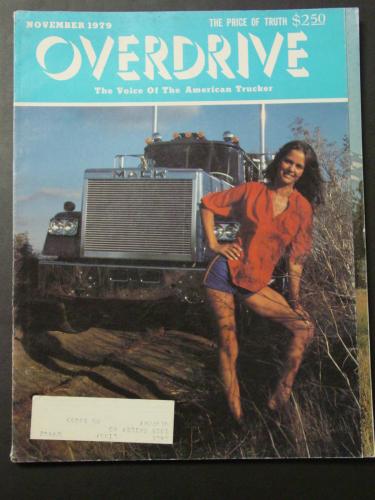 NOVEMBER 1979
THE PRICE OF TRUTH $2.50
OVERDRIVE
The Voice Of The American Trucker
MACK